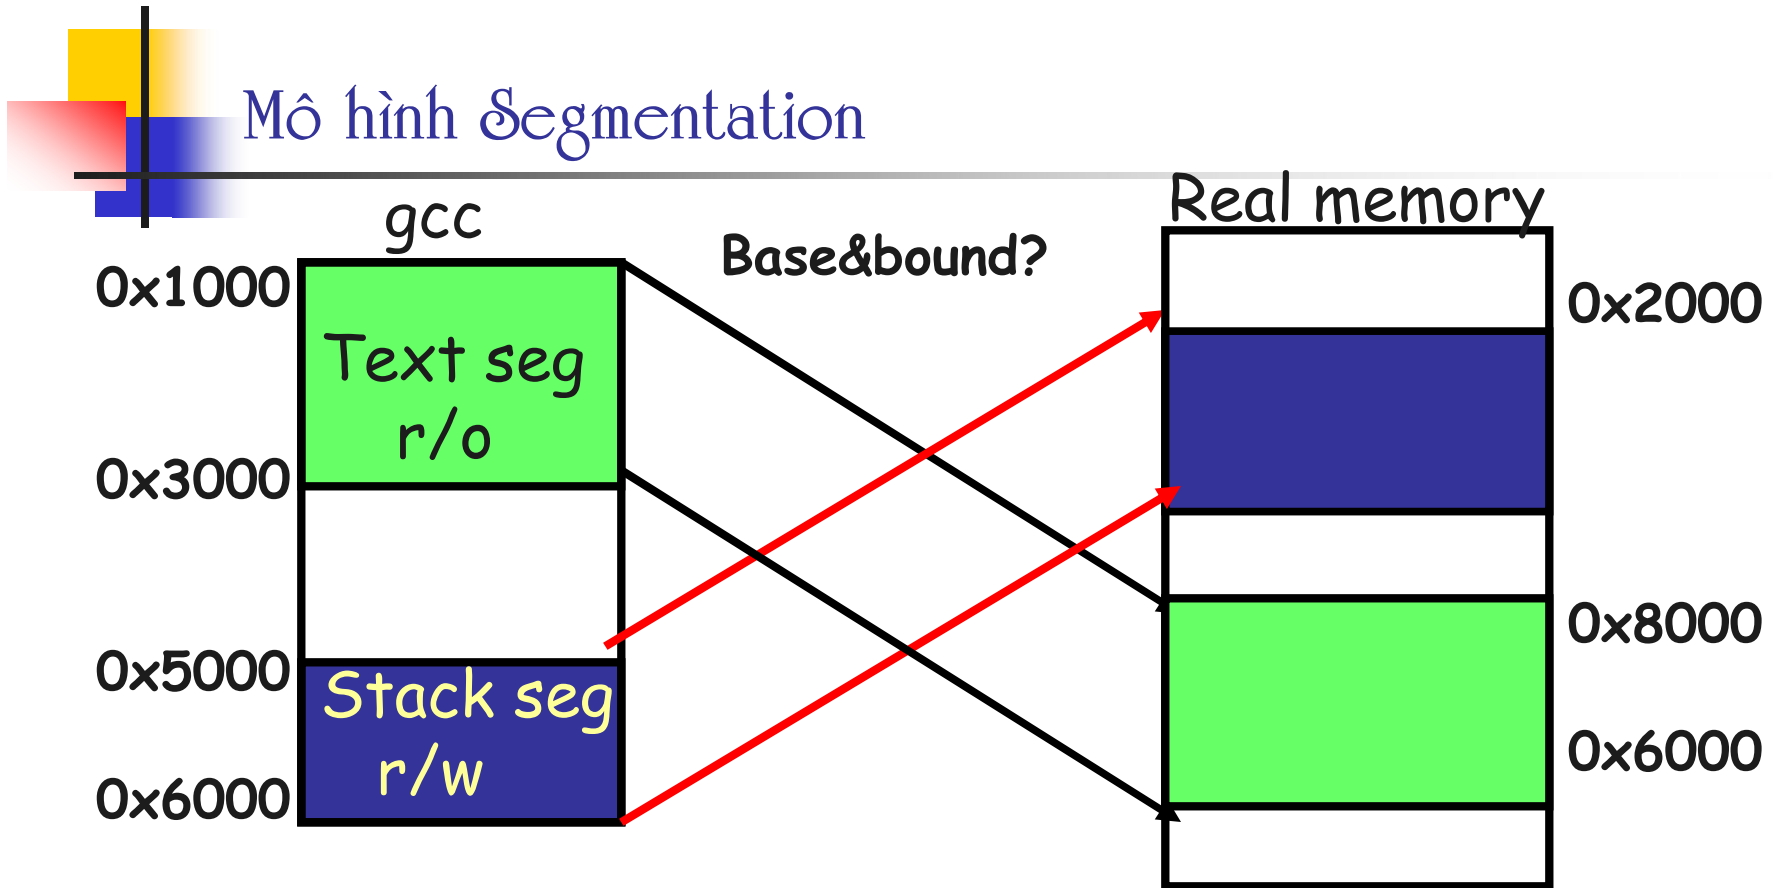 Mô hình Segmentation
gcc
Real memory
Base&bound?
0x1000
0x2000
Text seg
r/o
0x3000
0x8000
0x5000
Stack seg
0x6000
r/w
0x6000